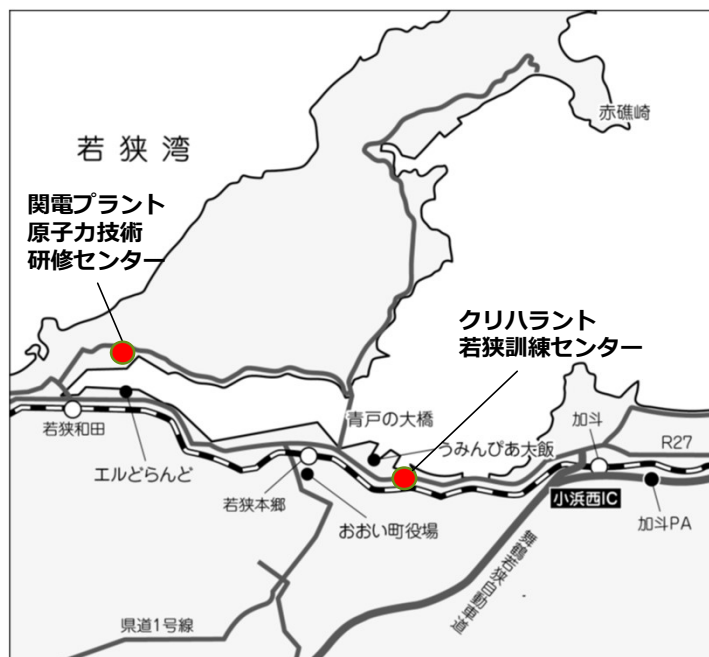 赤礁崎
若狭湾
関電プラント
原子力技術
研修センター
クリハラント
若狭訓練センター
青戸の大橋
うみんぴあ大飯
加斗
R27
若狭和田
エルどらんど
若狭本郷
おおい町役場
小浜西IC
加斗PA
舞鶴若狭自動車道
県道1号線